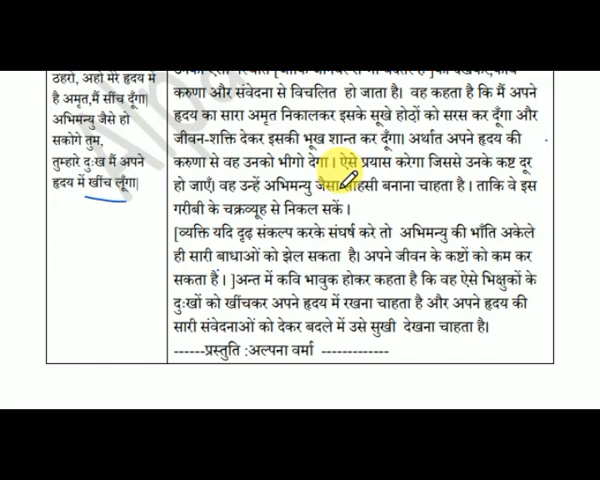 ठहरो, अहो मेरे हृदय में
है अमृत,मैं सींच दूँगा|
अभिमन्यु जैसे हो
सकोगे तुम,
तुम्हारे दुःख मैं अपने
हृदय में खींच लूँगा|
करुणा और संवेदना से विचलित हो जाता है। वह कहता है कि मैं अपने
हृदय का सारा अमृत निकालकर इसके सूखे होठों को सरस कर दूँगा और
जीवन-शक्ति देकर इसकी भूख शान्त कर दूँगा। अर्थात अपने हृदय की
करुणा से वह उनको भीगो देगा। ऐसे प्रयास करेगा जिससे उनके कष्ट दूर
हो जाएँ। वह उन्हें अभिमन्यु जैसा साहसी बनाना चाहता है। ताकि वे इस
गरीबी के चक्रव्यूह से निकल सकें।
[व्यक्ति यदि दृढ़ संकल्प करके संघर्ष करे तो अभिमन्यु की भाँति अकेले
ही सारी बाधाओं को झेल सकता है। अपने जीवन के कष्टों को कम कर
सकता है। ]अन्त में कवि भावुक होकर कहता है कि वह ऐसे भिक्षुकों के
दुःखों को खींचकर अपने हृदय में रखना चाहता है और अपने हृदय की
सारी संवेदनाओं को देकर बदले में उसे सुखी देखना चाहता है।
------प्रस्तुति :अल्पना वर्मा -------------